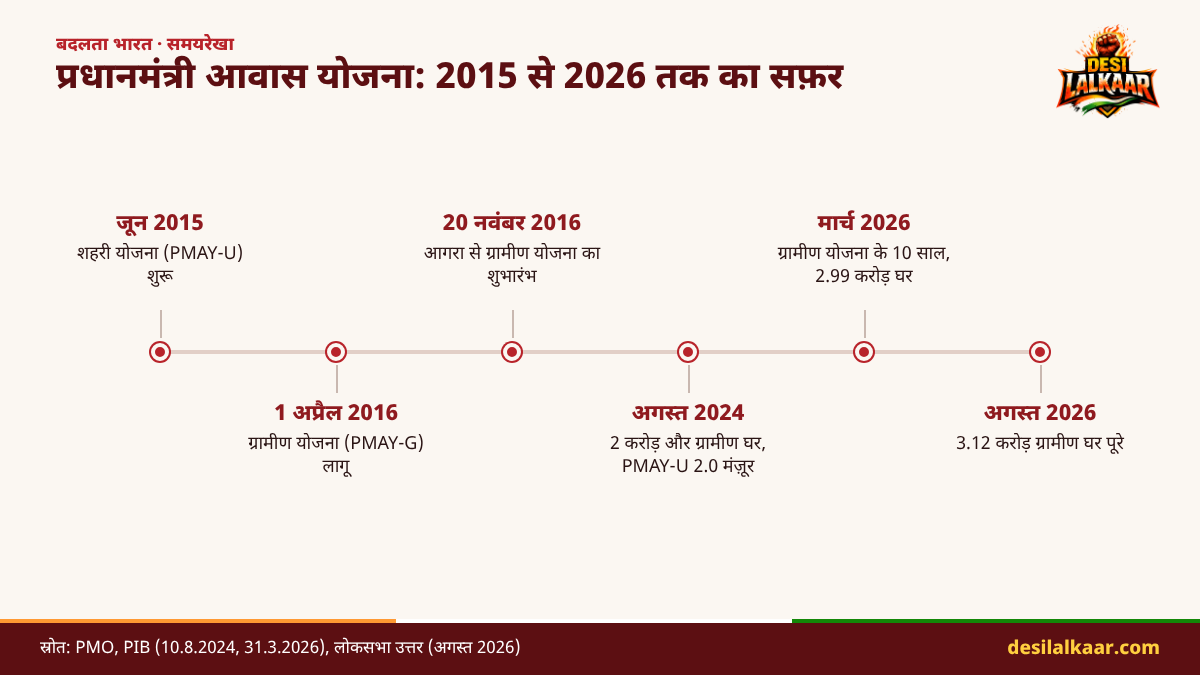 बदलता भारत · समयरेखा
प्रधानमंत्री आवास योजना: 2015 से 2026 तक का सफ़र
DESI
LALKAAR
जून 2015
शहरी योजना (PMAY-U)
शुरू
20 नवंबर 2016
आगरा से ग्रामीण योजना का
शुभारंभ
मार्च 2026
ग्रामीण योजना के 10 साल,
2.99 करोड़ घर
1 अप्रैल 2016
ग्रामीण योजना (PMAY-G)
लागू
अगस्त 2024
2 करोड़ और ग्रामीण घर,
PMAY-U 2.0 मंज़ूर
अगस्त 2026
3.12 करोड़ ग्रामीण घर पूरे
स्रोत: PMO, PIB (10.8.2024, 31.3.2026), लोकसभा उत्तर (अगस्त 2026)
desilalkaar.com